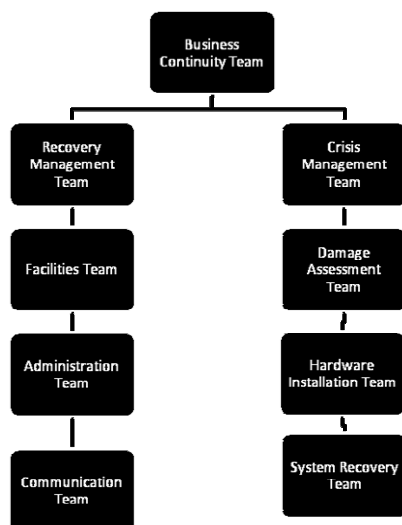 Business
Continuity Team
Recovery
Management
Team
Crisis
Management
Team
Facilities Team
Damage
Assessment
Team
Administration
Team
Hardware
Installation Team
Communication
Team
System Recovery
Team